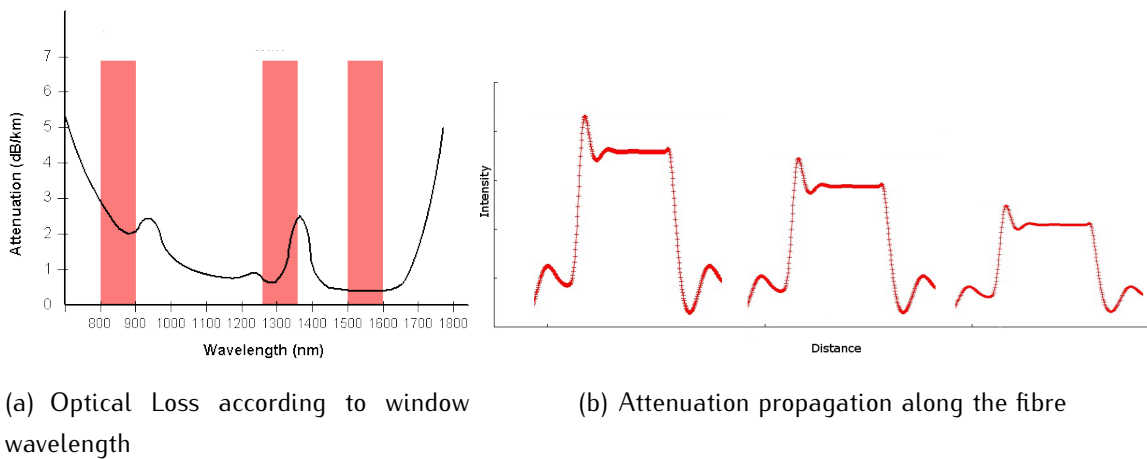 7
6
5
4
3
2
1
0
Attenuation (dB/km)
800 900 1000 1200 1200 1300 1400 1500 1600 1700 1800
Wavelength (nm)
Intensity
Distance
(a) Optical Loss according to window
wavelength
(b) Attenuation propagation along the fibre